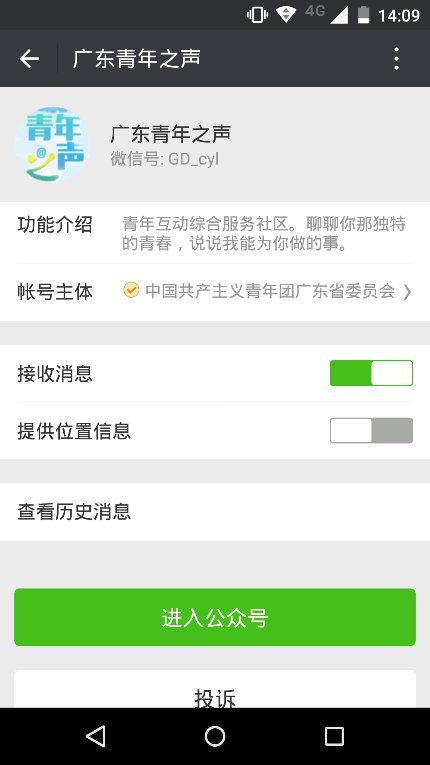 4G 14:09
广东青年之声
青年
@
之声
广东青年之声
微信号: GD_cyl
功能介绍 青年互动综合服务社区。聊聊你那独特
的青春，说说我能为你做的事。
帐号主体 中国共产主义青年团广东省委员会
接收消息
提供位置信息
查看历史消息
进入公众号
投诉